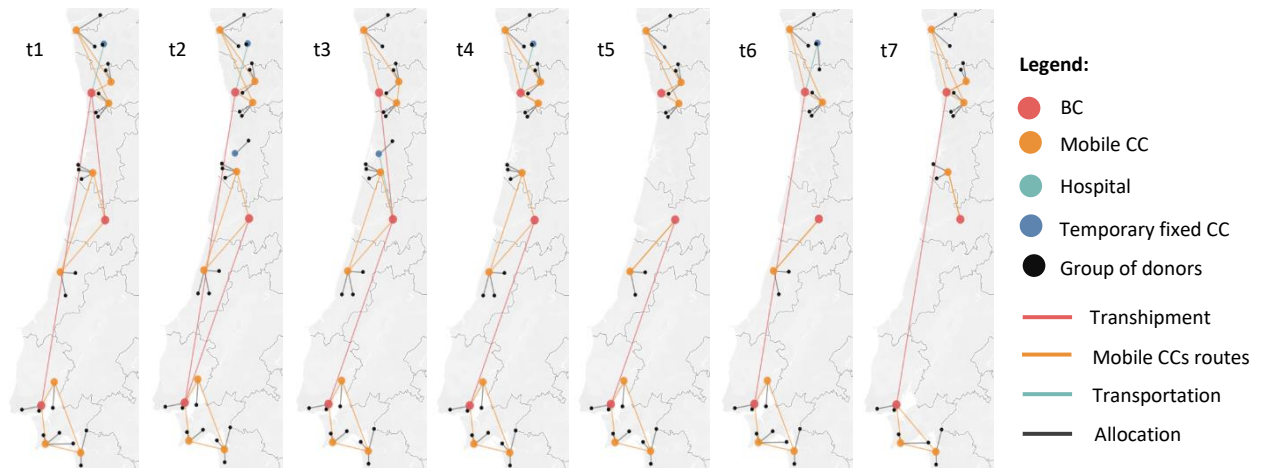 t1
t2
t3
t4
t5
t6
t7
Legend:
BC
Mobile CC
Hospital
Temporary fixed CC
Group of donors
Transhipment
Mobile CCs routes
Transportation
Allocation